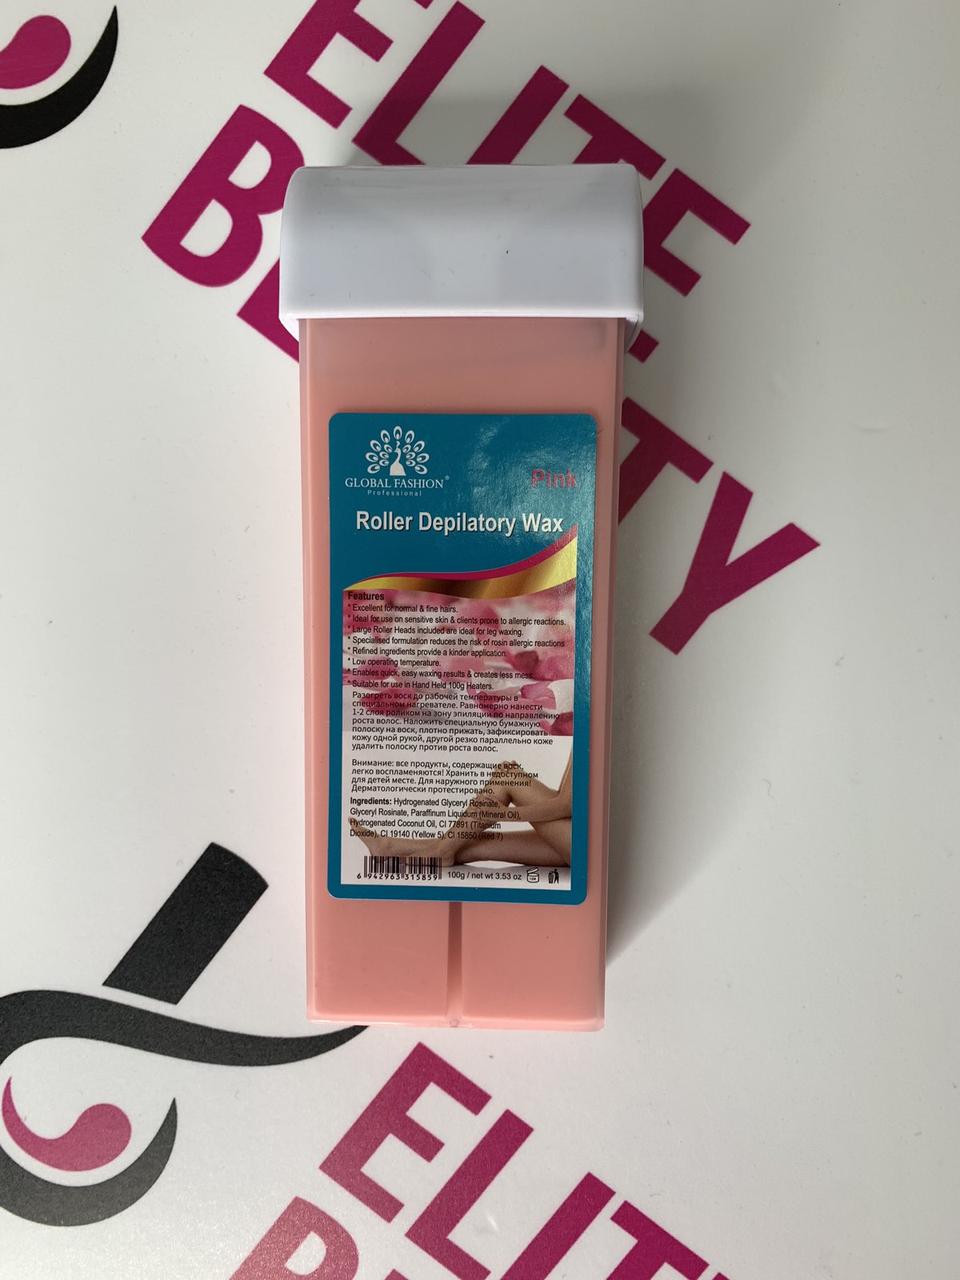 ELITE
BEAUTY
GLOBAL FASHION®
Professional
Pink
Roller Depilatory Wax
Features
* Excellent for normal & fine hairs.
* Ideal for use on sensitive skin & clients prone to allergic reactions.
* Large Roller Heads included are ideal for leg waxing.
* Specialised formulation reduces the risk of rosin allergic reactions
* Refined ingredients provide a kinder application.
* Low operating temperature.
* Enables quick, easy waxing results & creates less mess.
* Suitable for use in Hand Held 100g Heaters.
Разогреть воск до рабочей температуры в
специальном нагревателе. Равномерно нанести
1-2 слоя роликом на зону эпиляции по направлению
роста волос. Наложить специальную бумажную
полоску на воск, плотно прижать, зафиксировать
кожу одной рукой, другой резко параллельно коже
удалить полоску против роста волос.
Внимание: все продукты, содержащие воск,
легко воспламеняются! Хранить в недоступном
для детей месте. Для наружного применения!
Дерматологически протестировано.
Ingredients: Hydrogenated Glyceryl Rosinate,
Glyceryl Rosinate, Paraffinum Liquidum (Mineral Oil),
Hydrogenated Coconut Oil, CI 77891 (Titanium
Dioxide), CI 19140 (Yellow 5), CI 15850 (Red 7)
6 942963 315859
100g / net wt 3.53 oz
ELITE